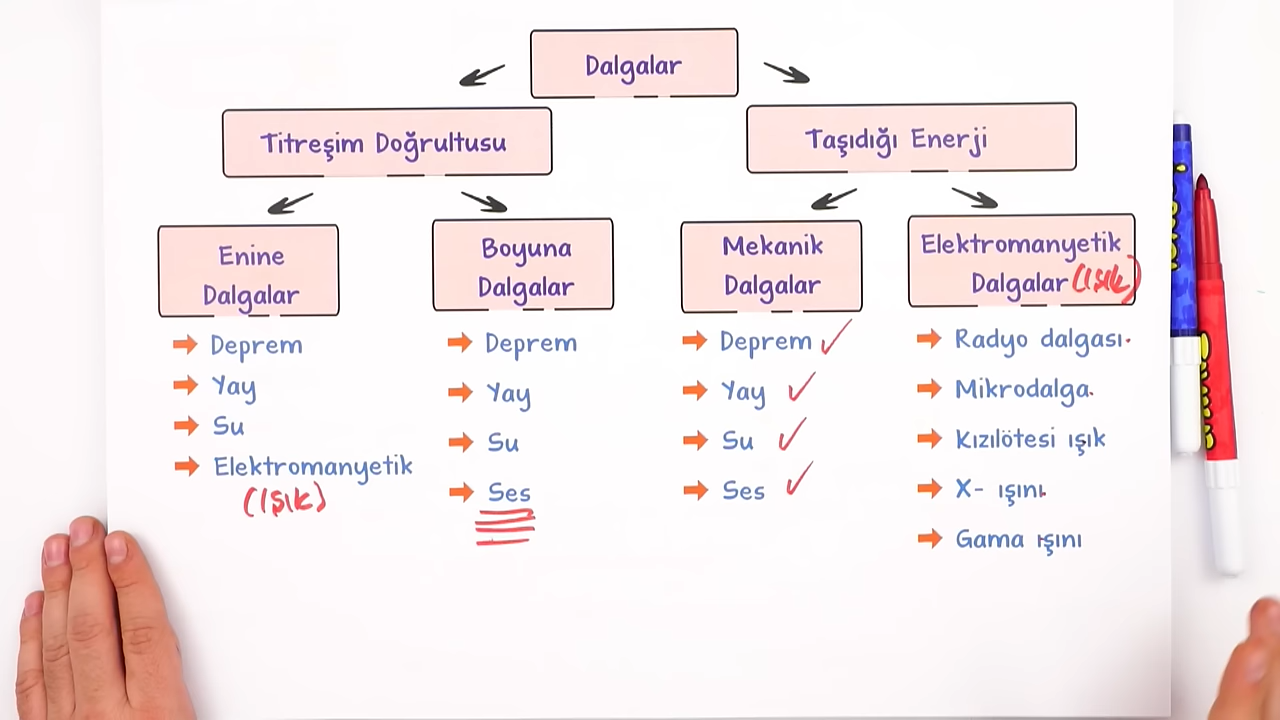 Dalgalar
Titreşim Doğrultusu
Taşıdığı Enerji
Enine
Dalgalar
Deprem
Yay
Su
Elektromanyetik
(Işık)
Boyuna
Dalgalar
Deprem
Yay
Su
Ses
Mekanik
Dalgalar
Deprem
Yay
Su
Ses
Elektromanyetik
Dalgalar (Işık)
Radyo dalgası
Mikrodalga
Kızılötesi ışık
X- ışını
Gama ışını